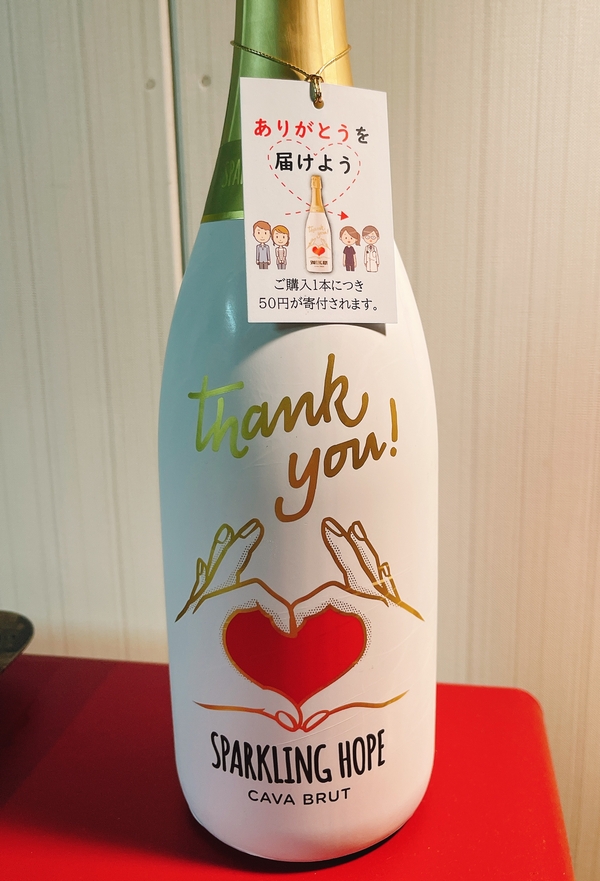 ありがとうを
届けよう
ご購入1本につき
50円が寄付されます。
thank
you!
SPARKLING HOPE
CAVA BRUT